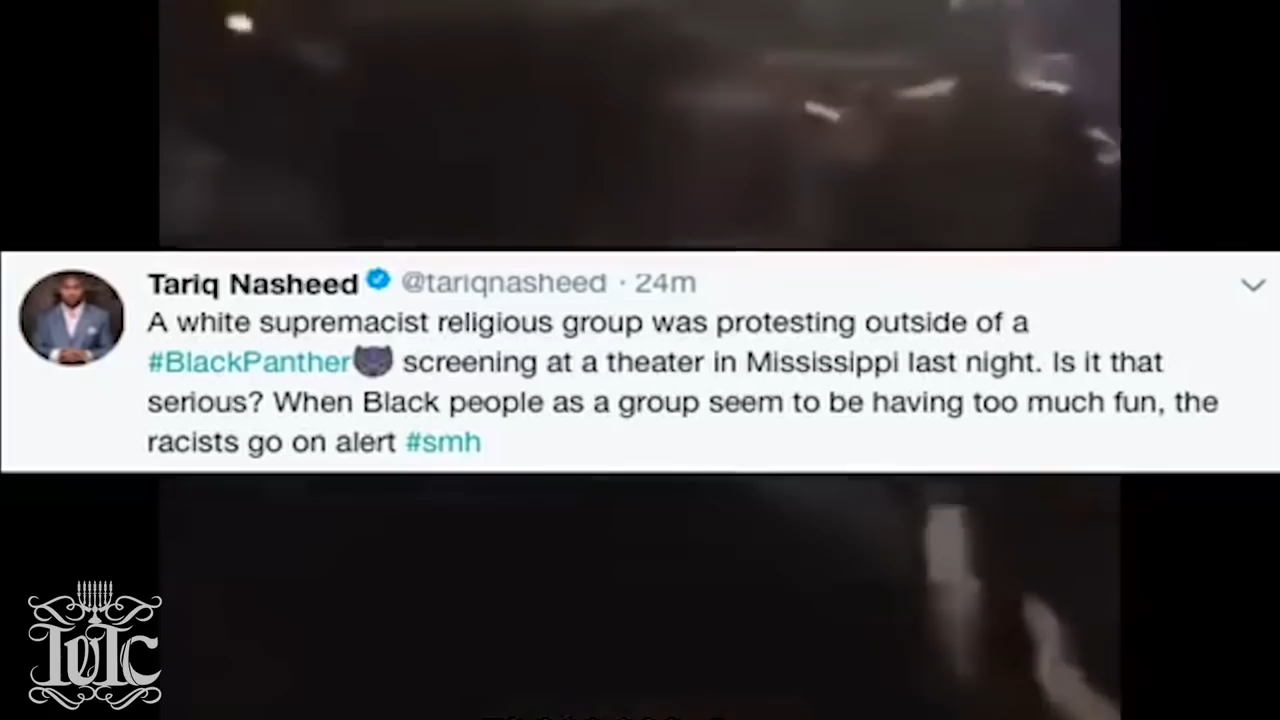 Tariq Nasheed @tariqnasheed · 24m
A white supremacist religious group was protesting outside of a
#BlackPanther screening at a theater in Mississippi last night. Is it that
serious? When Black people as a group seem to be having too much fun, the
racists go on alert #smh
IUIC